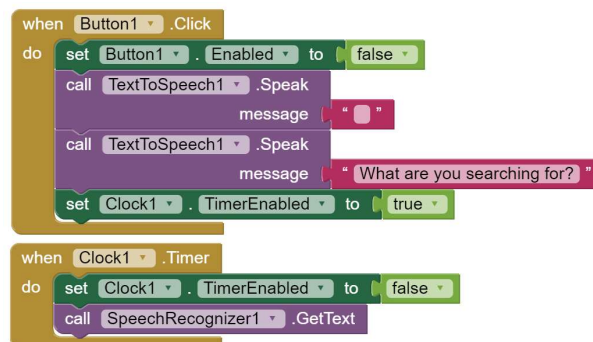 when Button1 .Click
do set Button1 . Enabled to false
call TextToSpeech1 .Speak
message " "
call TextToSpeech1 .Speak
message " What are you searching for? "
set Clock1 . TimerEnabled to true
when Clock1 .Timer
do set Clock1 . TimerEnabled to false
call SpeechRecognizer1 .GetText